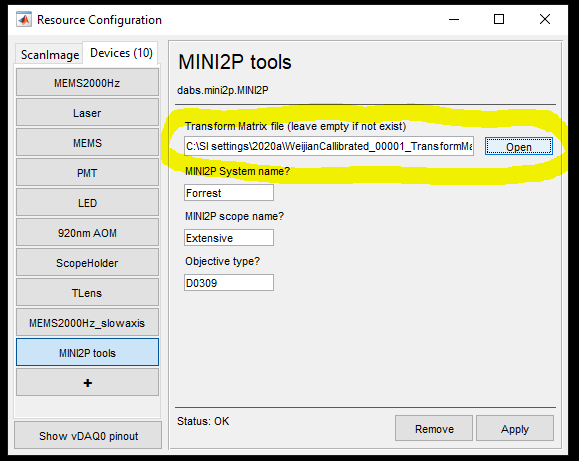 Resource Configuration
ScanImage
Devices (10)
MEMS2000Hz
Laser
MEMS
PMT
LED
920nm AOM
ScopeHolder
TLens
MEMS2000Hz_slowaxis
MINI2P tools
+
Show vDAQ0 pinout
MINI2P tools
dabs.mini2p.MINI2P
Transform Matrix file (leave empty if not exist)
C:\SI settings\2020a\WeijianCallibrated_00001_TransformMa
Open
MINI2P System name?
Forrest
MINI2P scope name?
Extensive
Objective type?
D0309
Status: OK
Remove
Apply